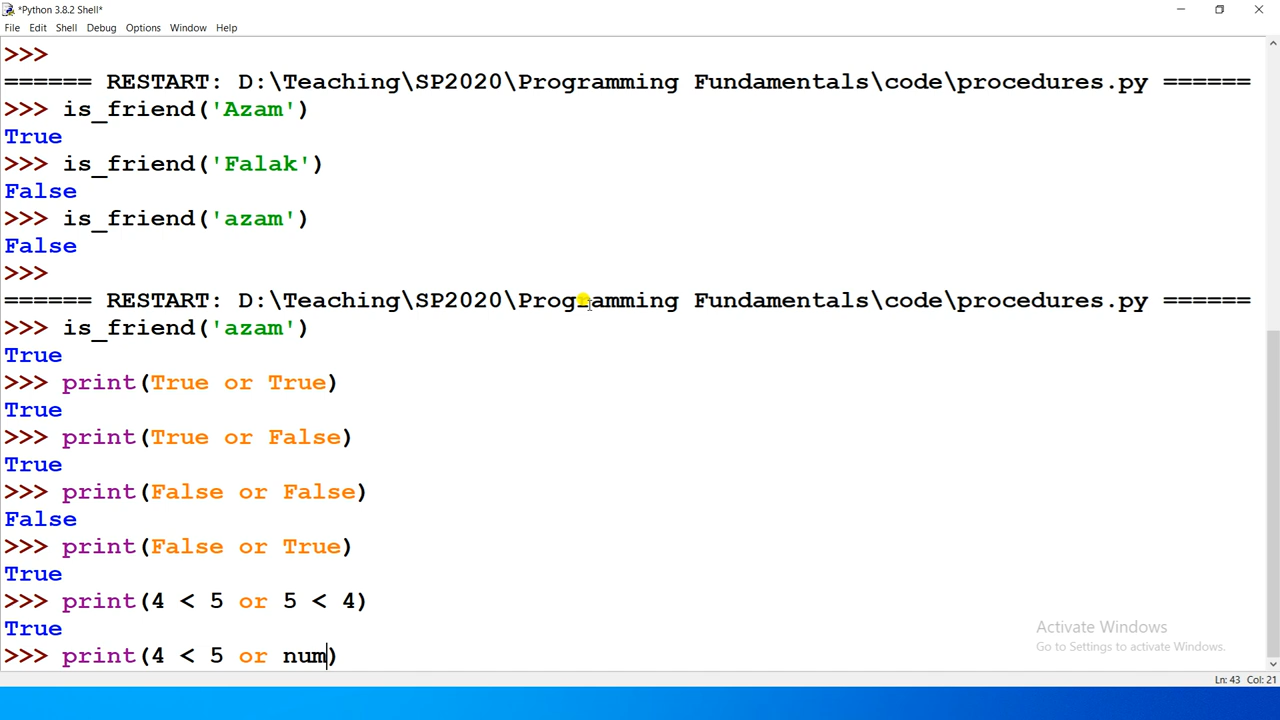 *Python 3.8.2 Shell*
File Edit Shell Debug Options Window Help
>>>
====== RESTART: D:\Teaching\SP2020\Programming Fundamentals\code\procedures.py ======
>>> is_friend('Azam')
True
>>> is_friend('Falak')
False
>>> is_friend('azam')
False
>>>
====== RESTART: D:\Teaching\SP2020\Programming Fundamentals\code\procedures.py ======
>>> is_friend('azam')
True
>>> print(True or True)
True
>>> print(True or False)
True
>>> print(False or False)
False
>>> print(False or True)
True
>>> print(4 < 5 or 5 < 4)
True
>>> print(4 < 5 or num)
Activate Windows
Go to Settings to activate Windows.
Ln: 43 Col: 21